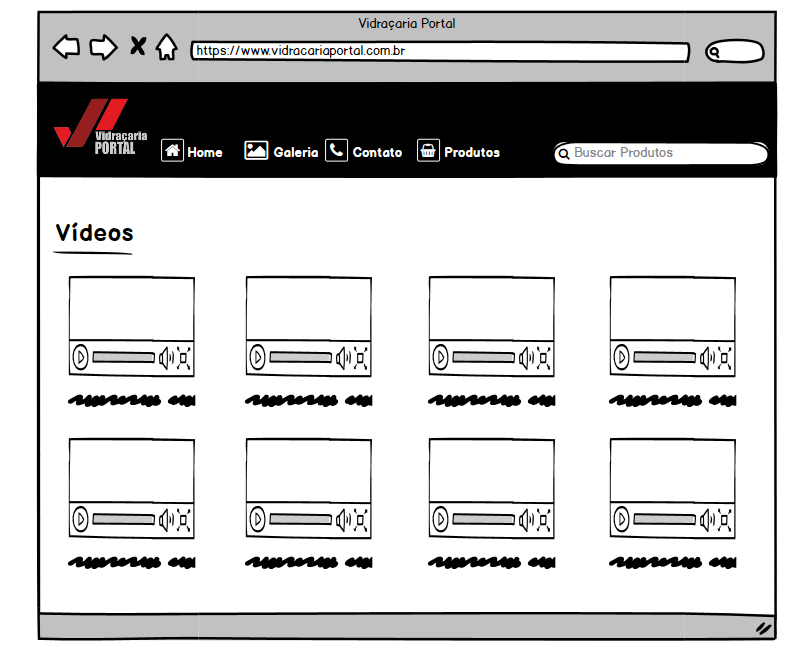 Vidraçaria Portal
https://www.vidracariaportal.com.br
Vidraçaria
PORTAL
Home Galeria Contato Produtos Buscar Produtos
Vídeos